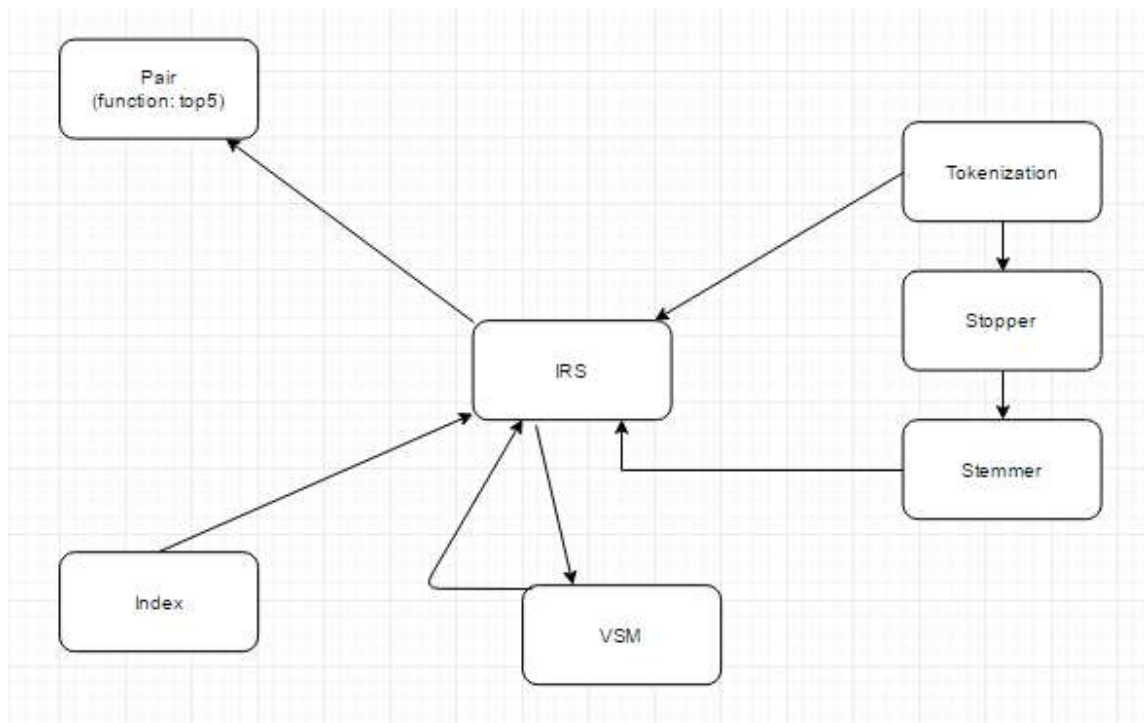 Pair
(function: top5)
Tokenization
Stopper
IRS
Stemmer
Index
VSM